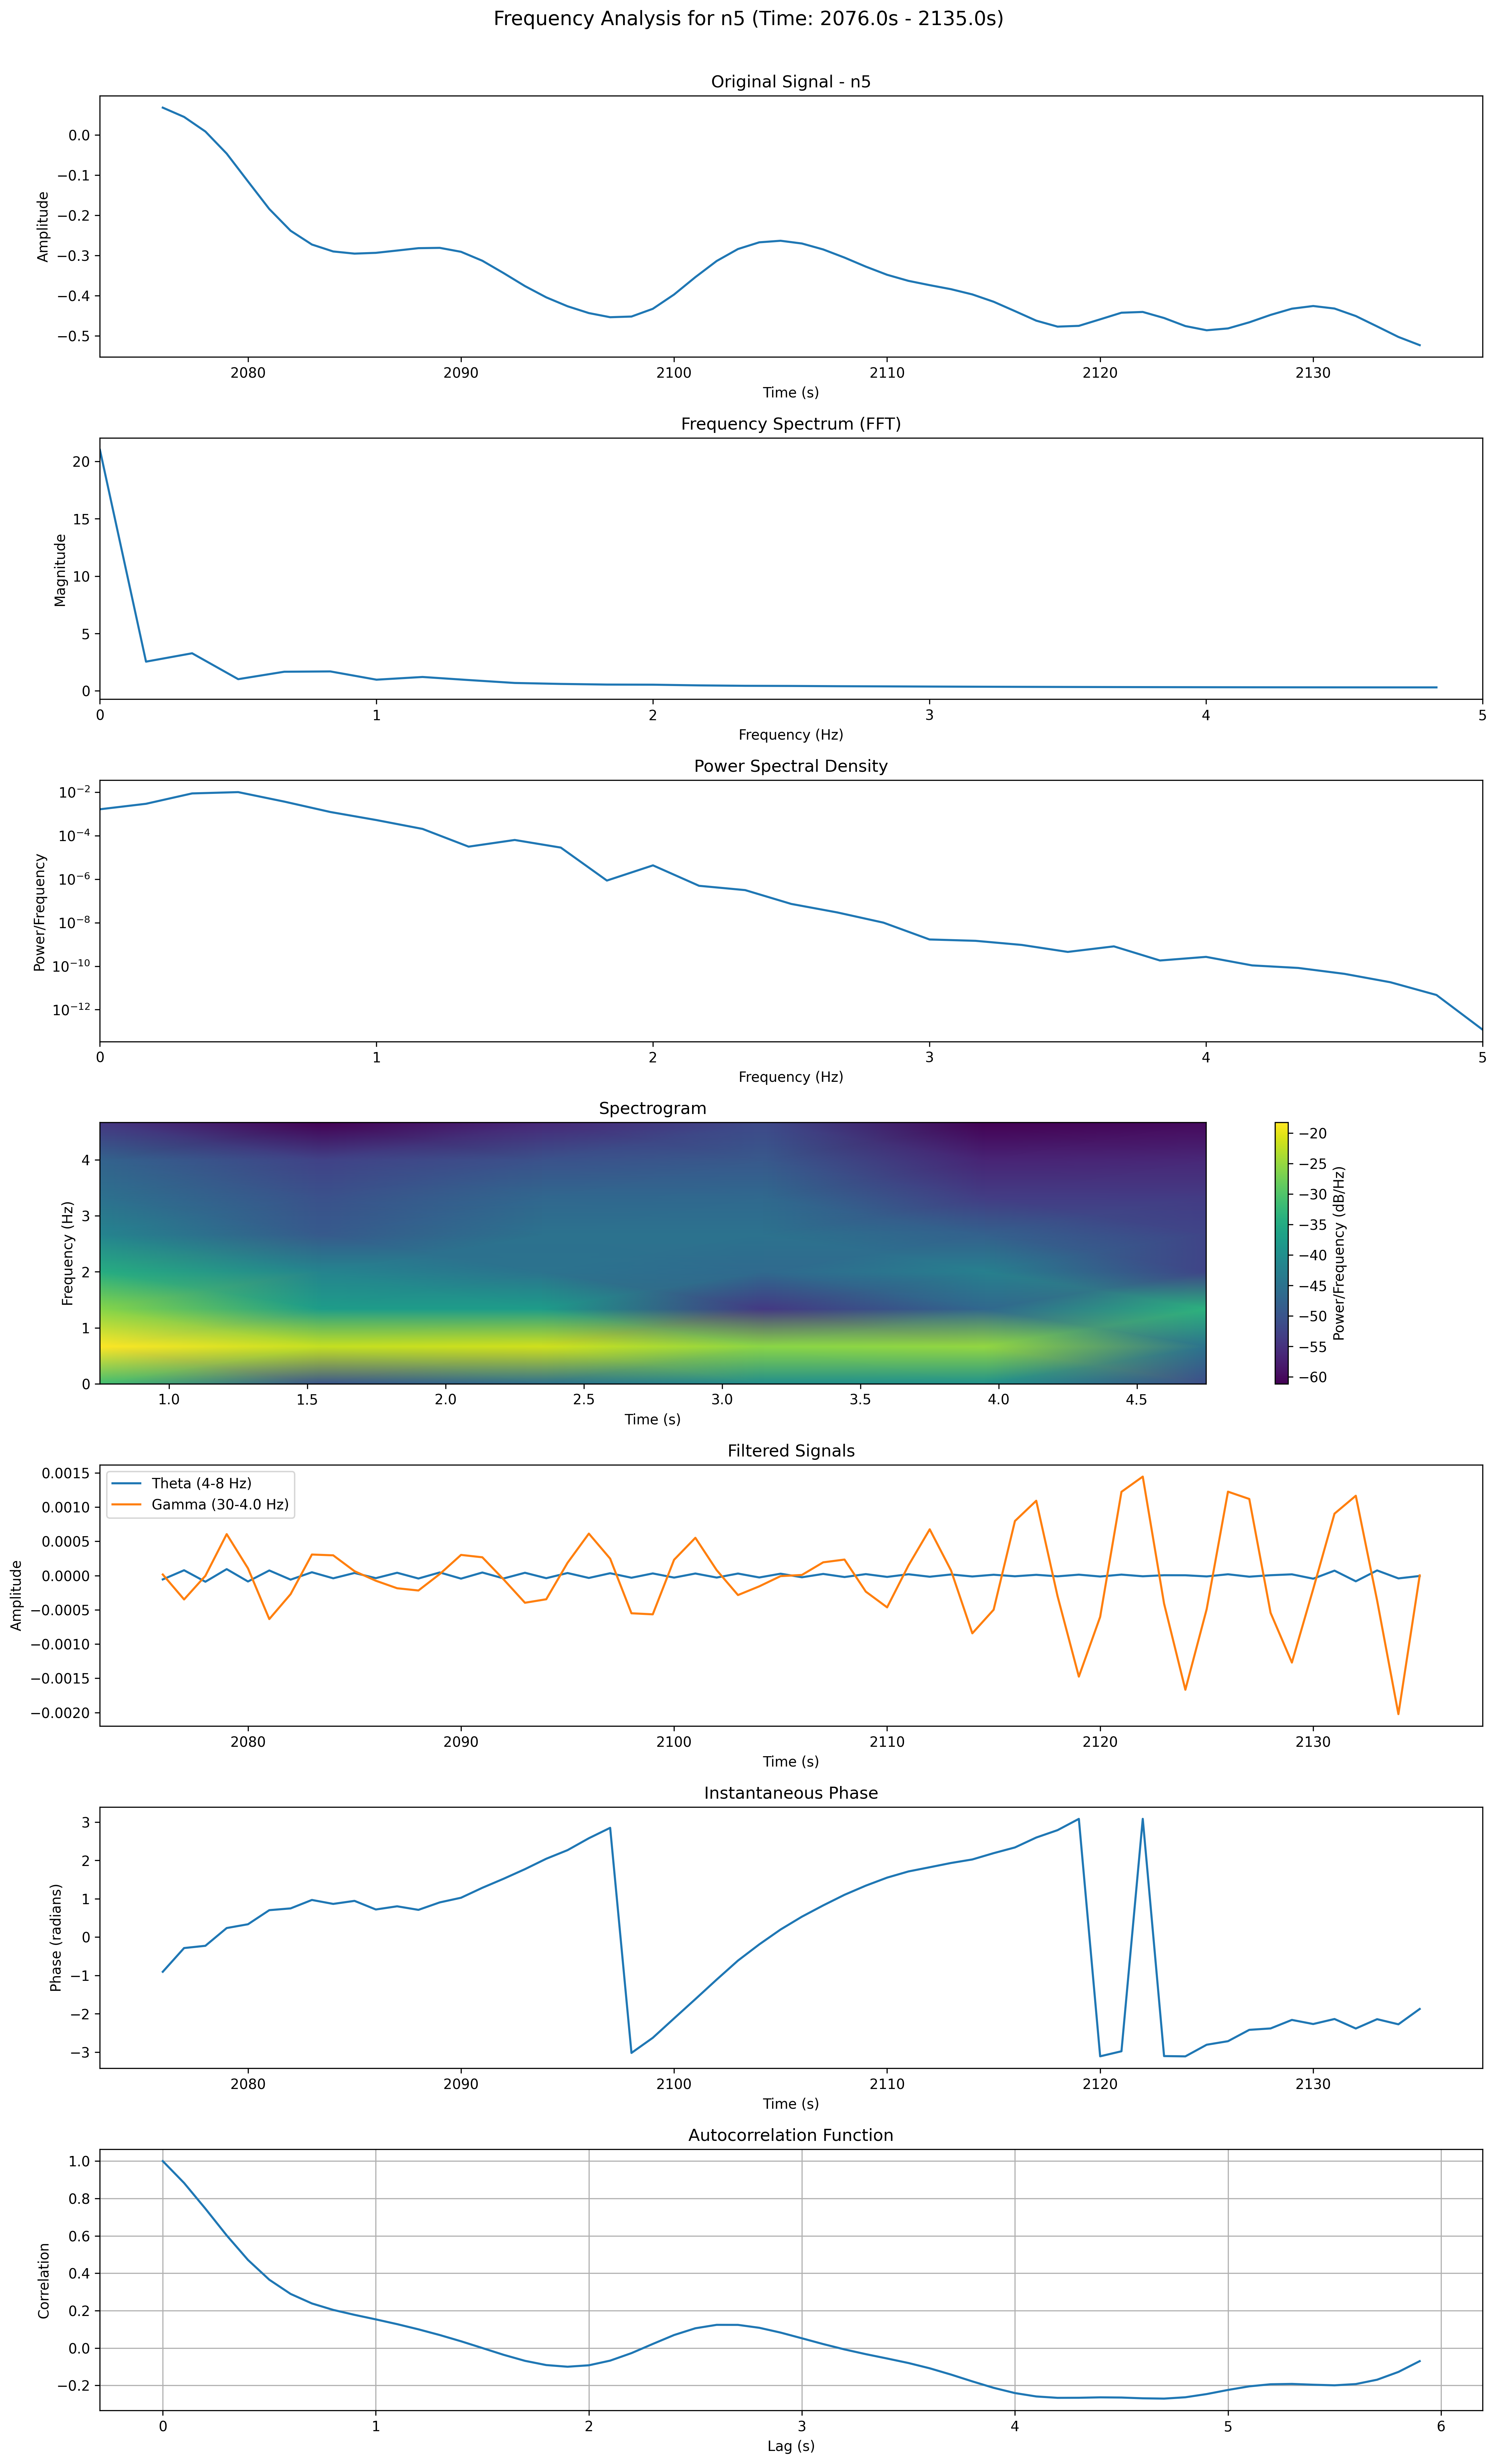 Frequency Analysis for n5 (Time: 2076.0s - 2135.0s)
Original Signal - n5
Amplitude
0.0
−0.1
−0.2
−0.3
−0.4
−0.5
2080 2090 2100 2110 2120 2130
Time (s)
Frequency Spectrum (FFT)
Magnitude
20
15
10
5
0
0 1 2 3 4 5
Frequency (Hz)
Power Spectral Density
Power/Frequency
10⁻²
10⁻⁴
10⁻⁶
10⁻⁸
10⁻¹⁰
10⁻¹²
0 1 2 3 4 5
Frequency (Hz)
Spectrogram
Frequency (Hz)
4
3
2
1
0
1.0 1.5 2.0 2.5 3.0 3.5 4.0 4.5
Time (s)
−20
−25
−30
−35
−40
−45
−50
−55
−60
Power/Frequency (dB/Hz)
Filtered Signals
Theta (4-8 Hz)
Gamma (30-4.0 Hz)
Amplitude
0.0015
0.0010
0.0005
0.0000
−0.0005
−0.0010
−0.0015
−0.0020
2080 2090 2100 2110 2120 2130
Time (s)
Instantaneous Phase
Phase (radians)
3
2
1
0
−1
−2
−3
2080 2090 2100 2110 2120 2130
Time (s)
Autocorrelation Function
Correlation
1.0
0.8
0.6
0.4
0.2
0.0
−0.2
0 1 2 3 4 5 6
Lag (s)